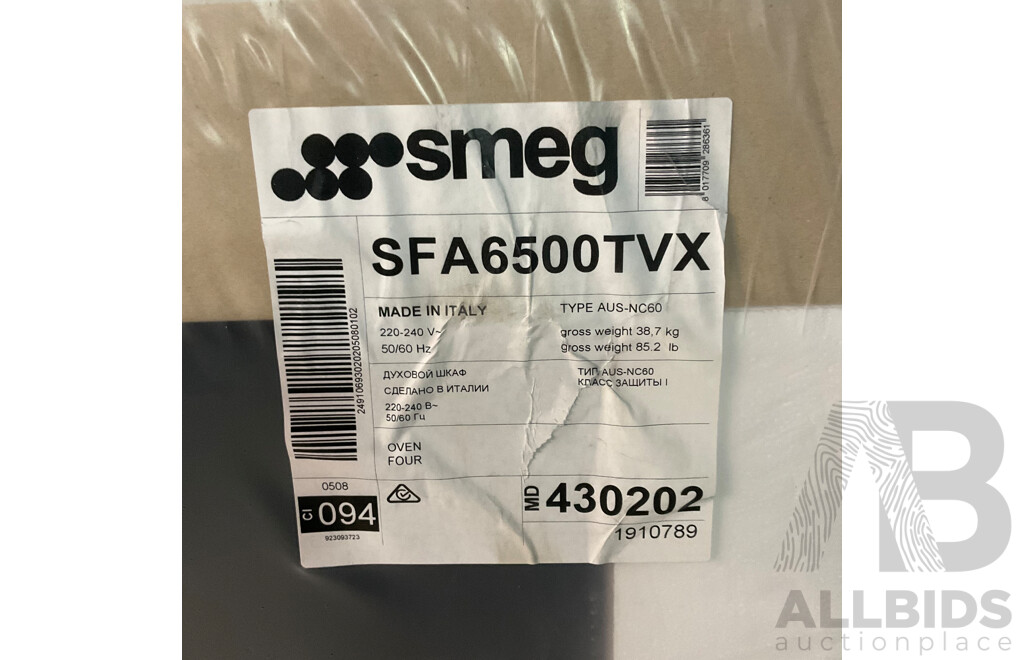 smeg
8 017709 286361
SFA6500TVX
2491069302020205080102
MADE IN ITALY
220-240 V~
50/60 Hz
TYPE AUS-NC60
gross weight 38,7 kg
gross weight 85.2 lb
ДУХОВОЙ ШКАФ
СДЕЛАНО В ИТАЛИИ
220-240 В~
50/60 Гц
ТИП AUS-NC60
КЛАСС ЗАЩИТЫ I
OVEN
FOUR
0508
CI 094
923093723
MD 430202
1910789
AB
ALLBIDS
auctionplace